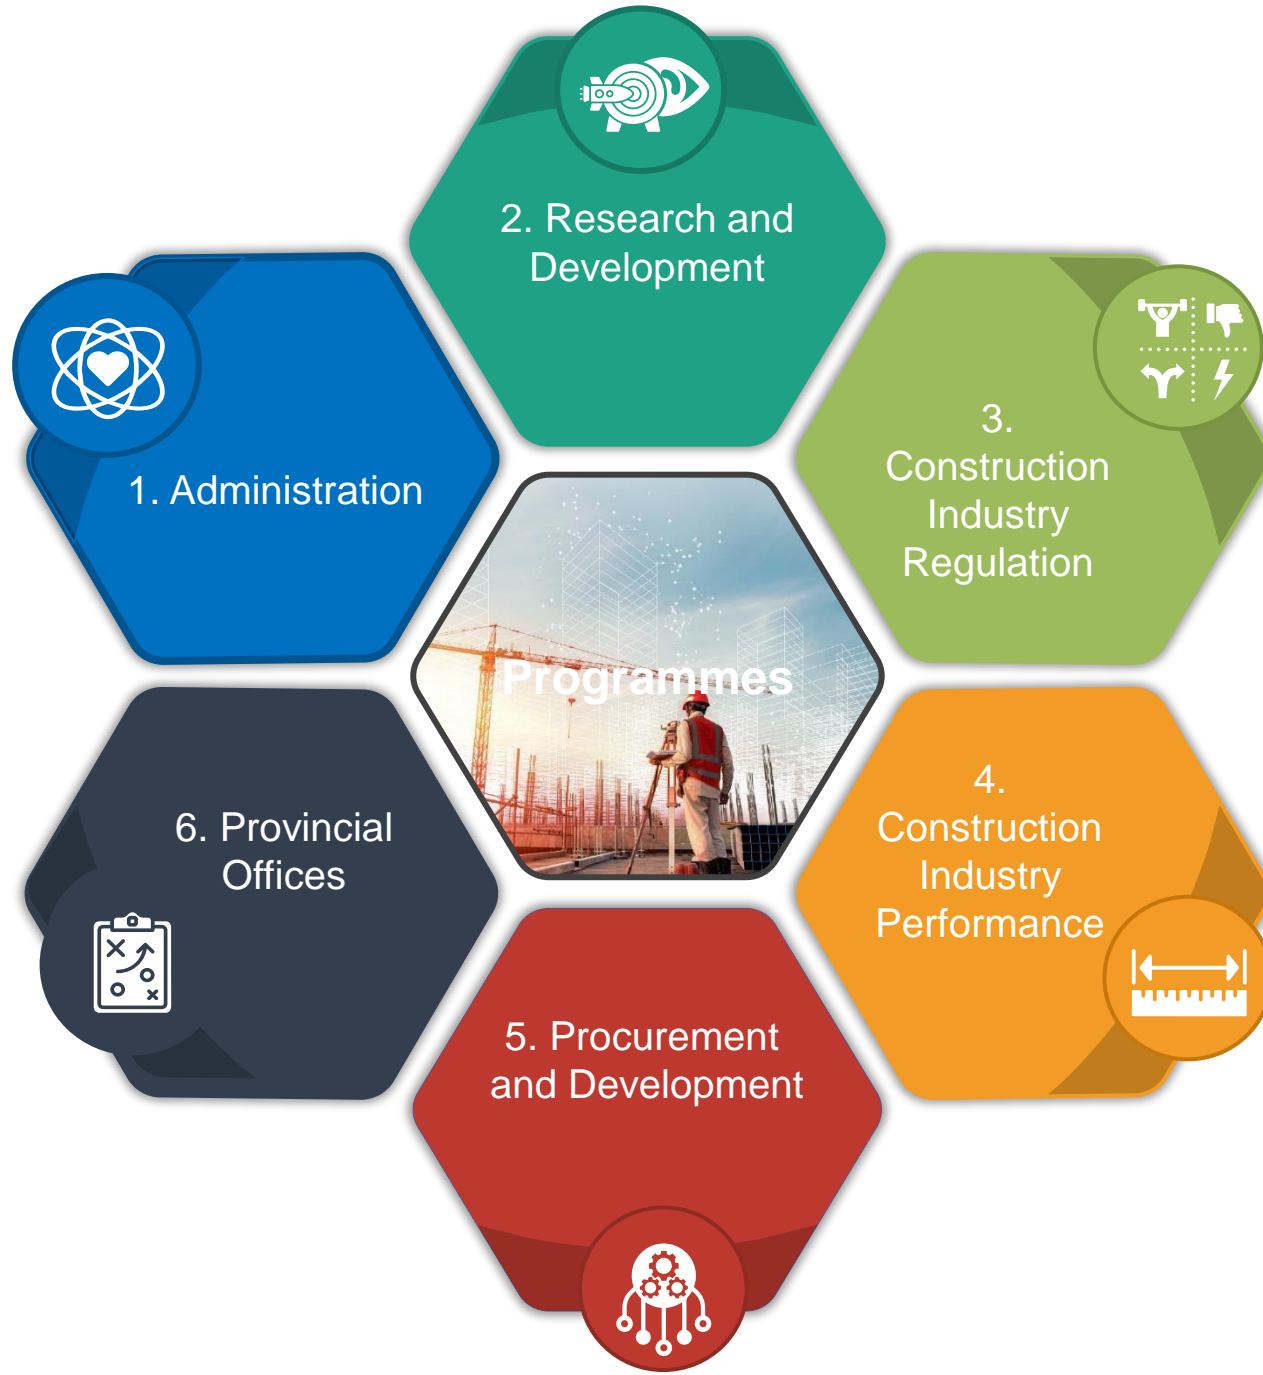 1. Administration
2. Research and
Development
3.
Construction
Industry
Regulation
4.
Construction
Industry
Performance
5. Procurement
and Development
6. Provincial
Offices
Programmes